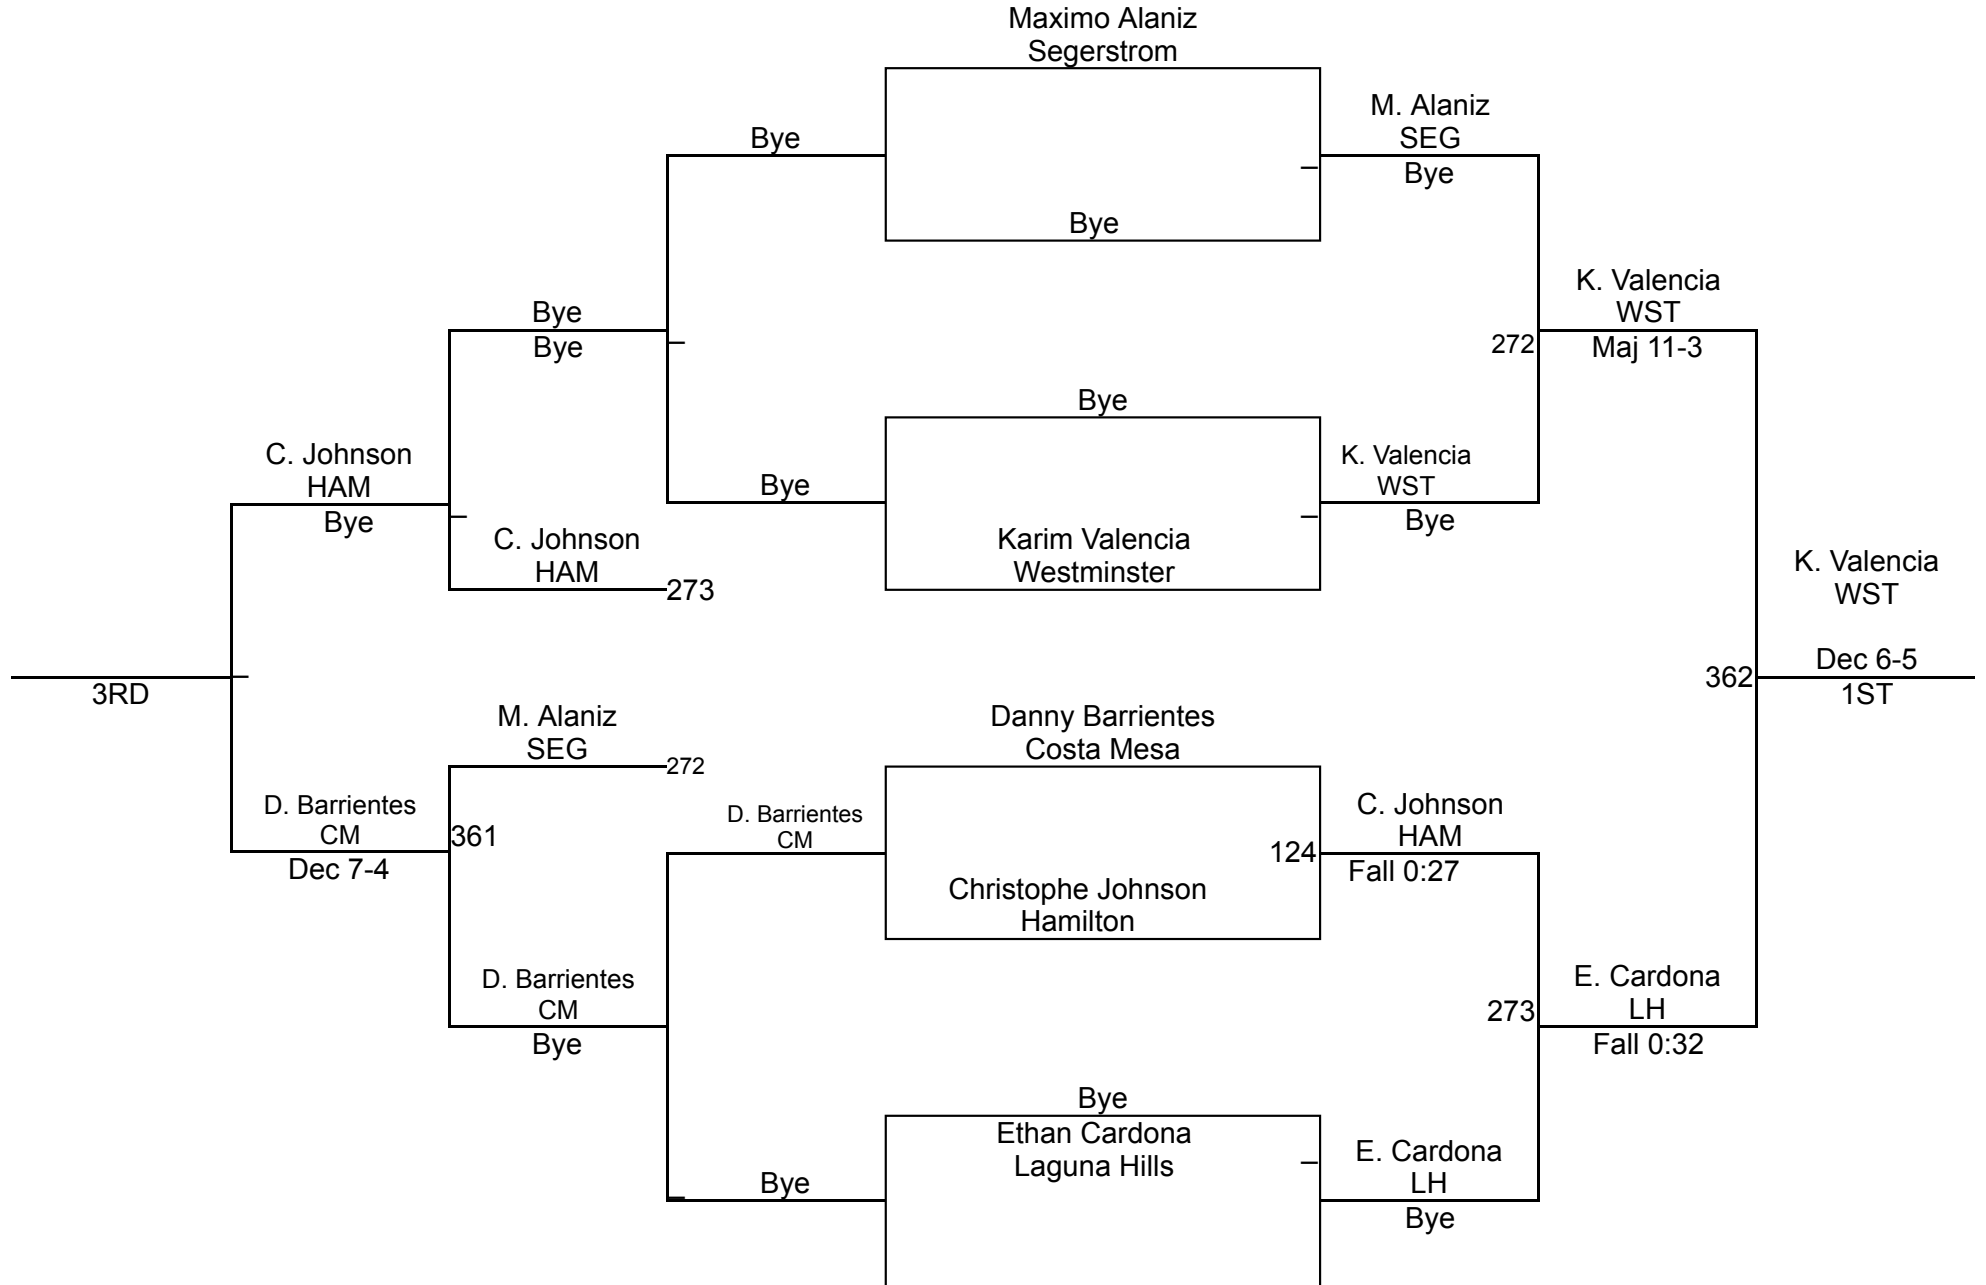 Maximo Alaniz
Segerstrom
M. Alaniz
SEG
Bye
Bye
Bye
K. Valencia
WST
Maj 11-3
Bye
Bye
272
Bye
C. Johnson
HAM
Bye
K. Valencia
WST
Bye
Bye
C. Johnson
HAM
273
Karim Valencia
Westminster
K. Valencia
WST
Dec 6-5
1ST
362
3RD
M. Alaniz
SEG
272
Danny Barrientes
Costa Mesa
D. Barrientes
CM
Dec 7-4
361
D. Barrientes
CM
124
C. Johnson
HAM
Fall 0:27
Christophe Johnson
Hamilton
D. Barrientes
CM
Bye
273
E. Cardona
LH
Fall 0:32
Bye
Ethan Cardona
Laguna Hills
E. Cardona
LH
Bye
Bye